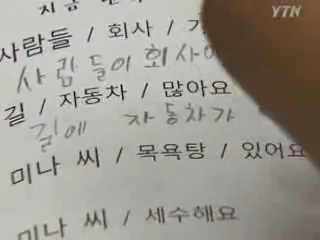 YTN
사람들 / 회사 /
사람들이 회사에
길 / 자동차 / 많아요
길에 자동차가
미나 씨 / 목욕탕 / 있어요
미나 씨 / 세수해요